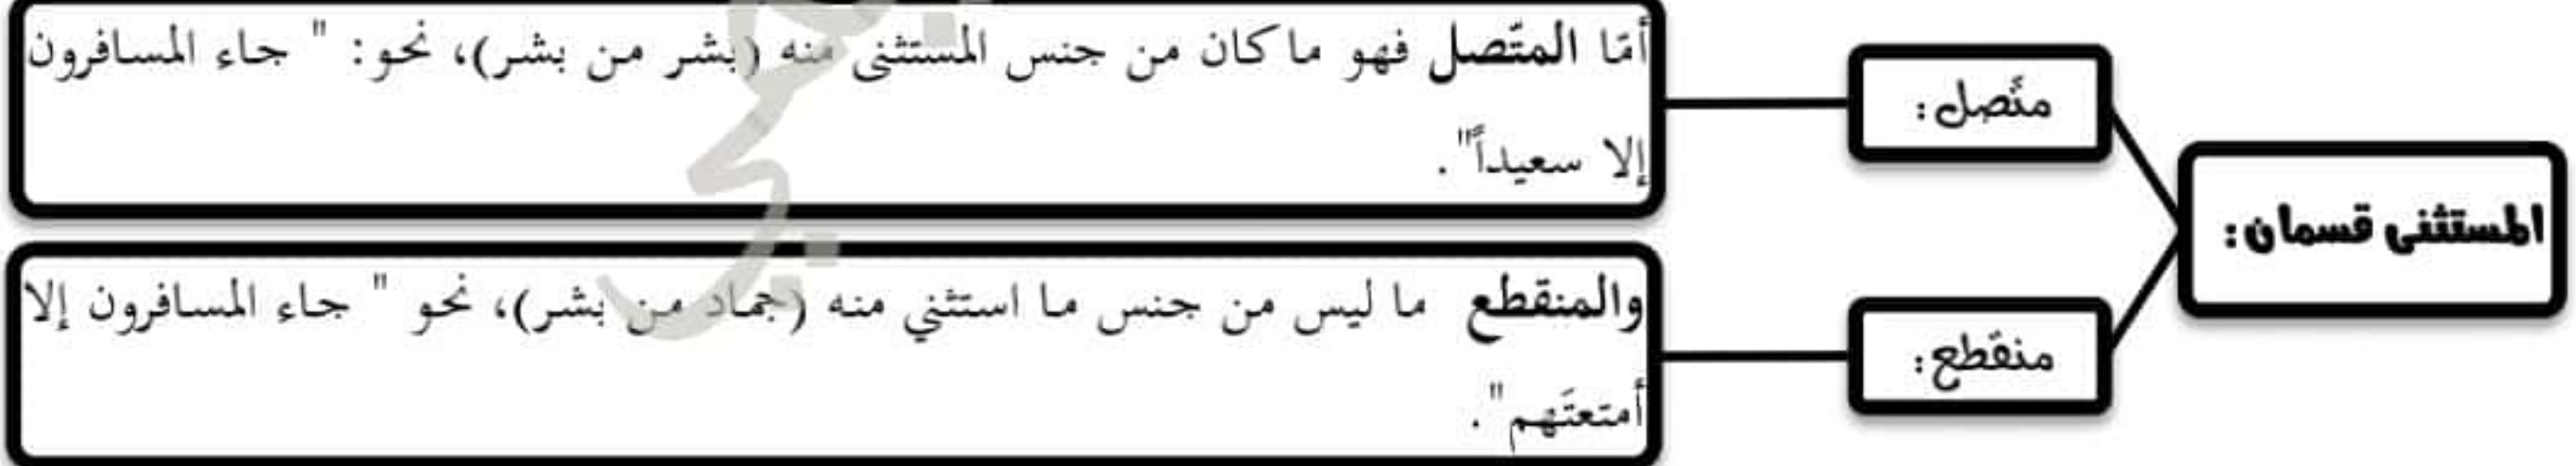 المستثنى قسمان:
متّصل:
أمّا المتّصل فهو ما كان من جنس المستثنى منه (بشر من بشر)، نحو: " جاء المسافرون
إلا سعيداً".
منقطع:
والمنقطع ما ليس من جنس ما استثني منه (جماد من بشر)، نحو " جاء المسافرون إلا
أمتعتَهم".